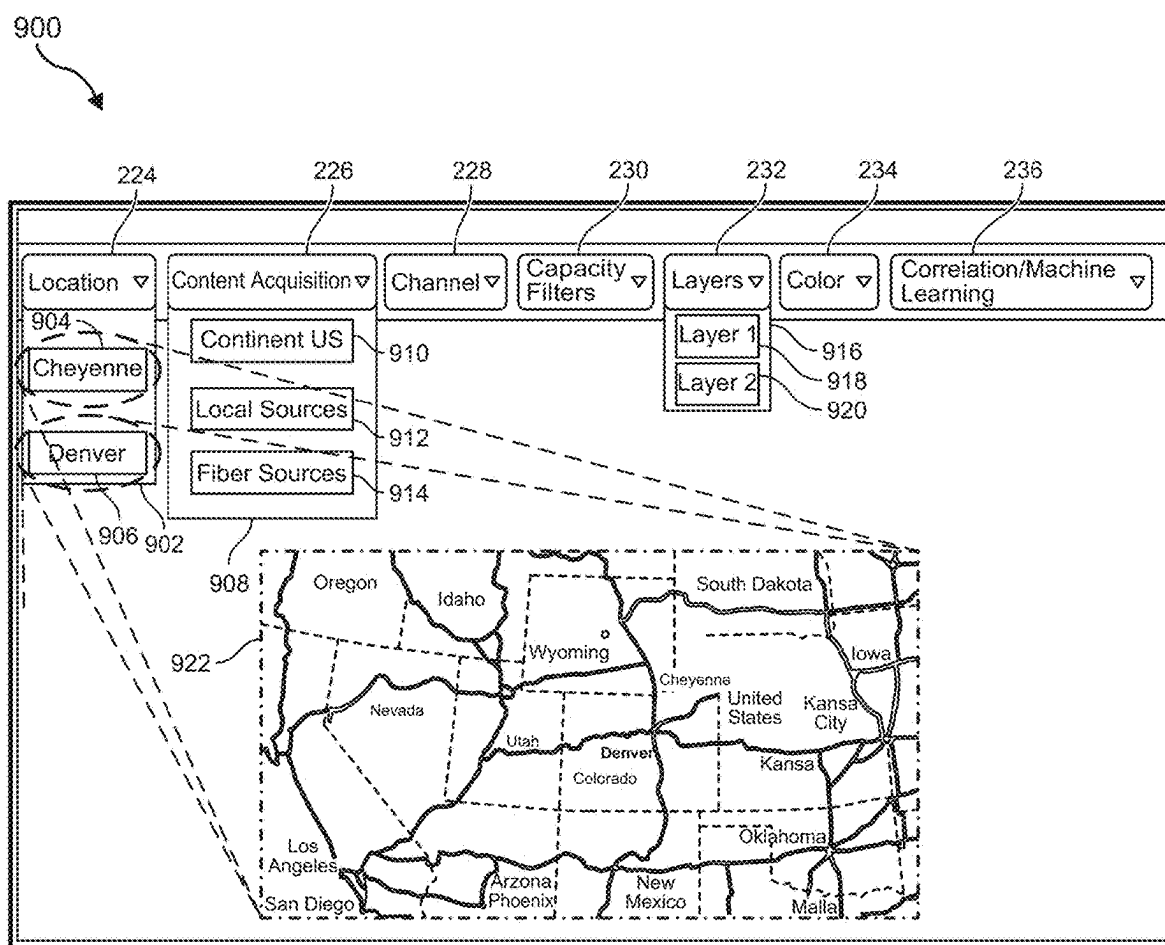 900
224
226
228
230
232
234
236
Location
Content Acquisition
Channel
Capacity
Filters
Layers
Color
Correlation/Machine
Learning
904
Cheyenne
Denver
906
902
Continent US
910
Local Sources
912
Fiber Sources
914
908
Layer 1
Layer 2
916
918
920
922
Oregon
Idaho
South Dakota
Wyoming
Iowa
Cheyenne
United
States
Kansa
City
Nevada
Utah
Denver
Colorado
Kansa
Los
Angeles
San Diego
Arzona
Phoenix
New
Mexico
Oklahoma
Malla